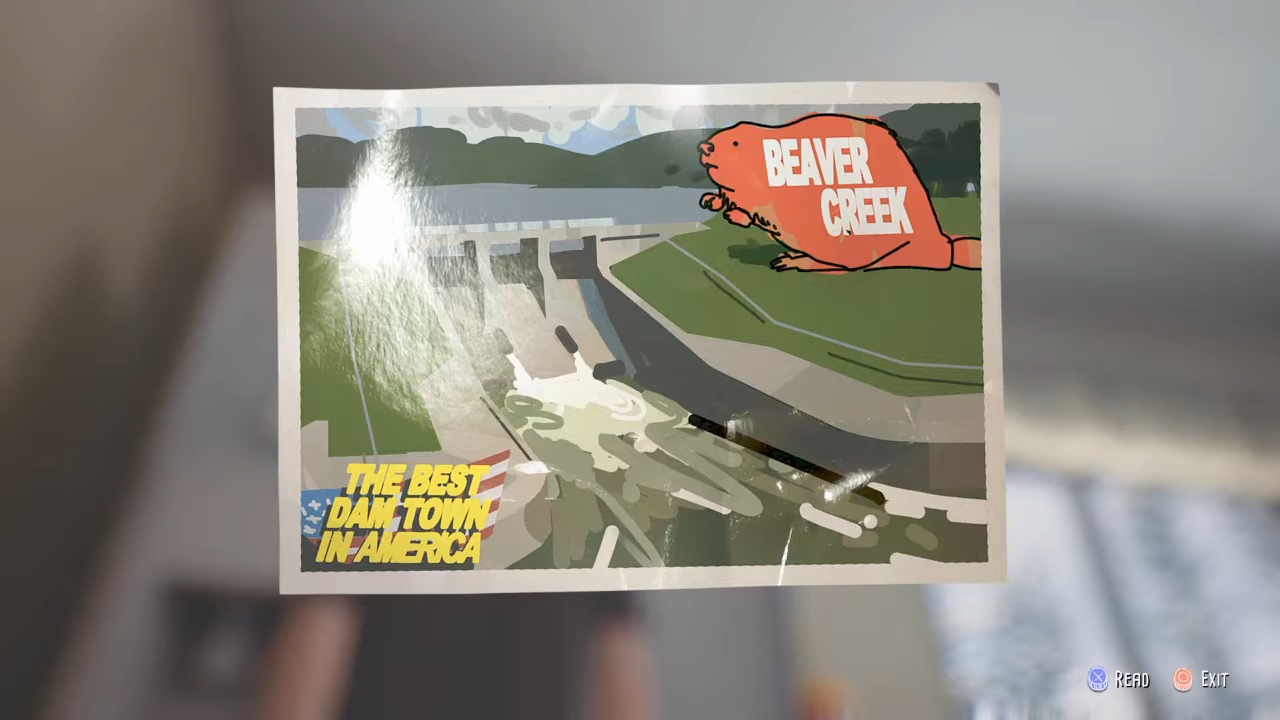 BEAVER
CREEK
THE BEST
DAM TOWN
IN AMERICA
READ EXIT